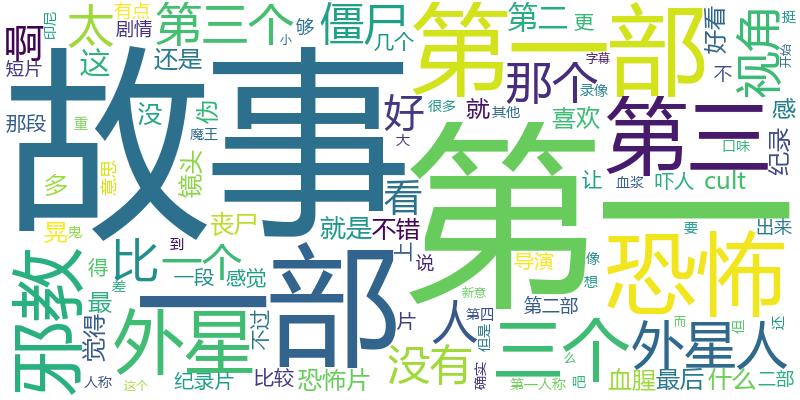 啊
太
第三个
有点
剧情
印尼
小
够
僵尸
几个
第二
更
字幕
好看
视角
挺
开始
短片
这
还是
第一部
那个
录像
不
那段
没
伪
好
很多
就
其他
喜欢
第三
感
故事
重
魔王
大
多
意思
镜头
看
第一
让
血浆
吓人
口味
cult
纪录
晃
鬼
丧尸
就是
不错
恐怖
要
出来
邪教
比
到
一个
上
说
导演
像
得
差
一段
感觉
一部
新意
第二部
想
最
外星
不过
片
人
第四
但是
三个
外星人
而
但
还
觉得
人称
这个
纪录片
比较
恐怖片
没有
确实
第一人称
么
吧
血腥
最后
什么
二部